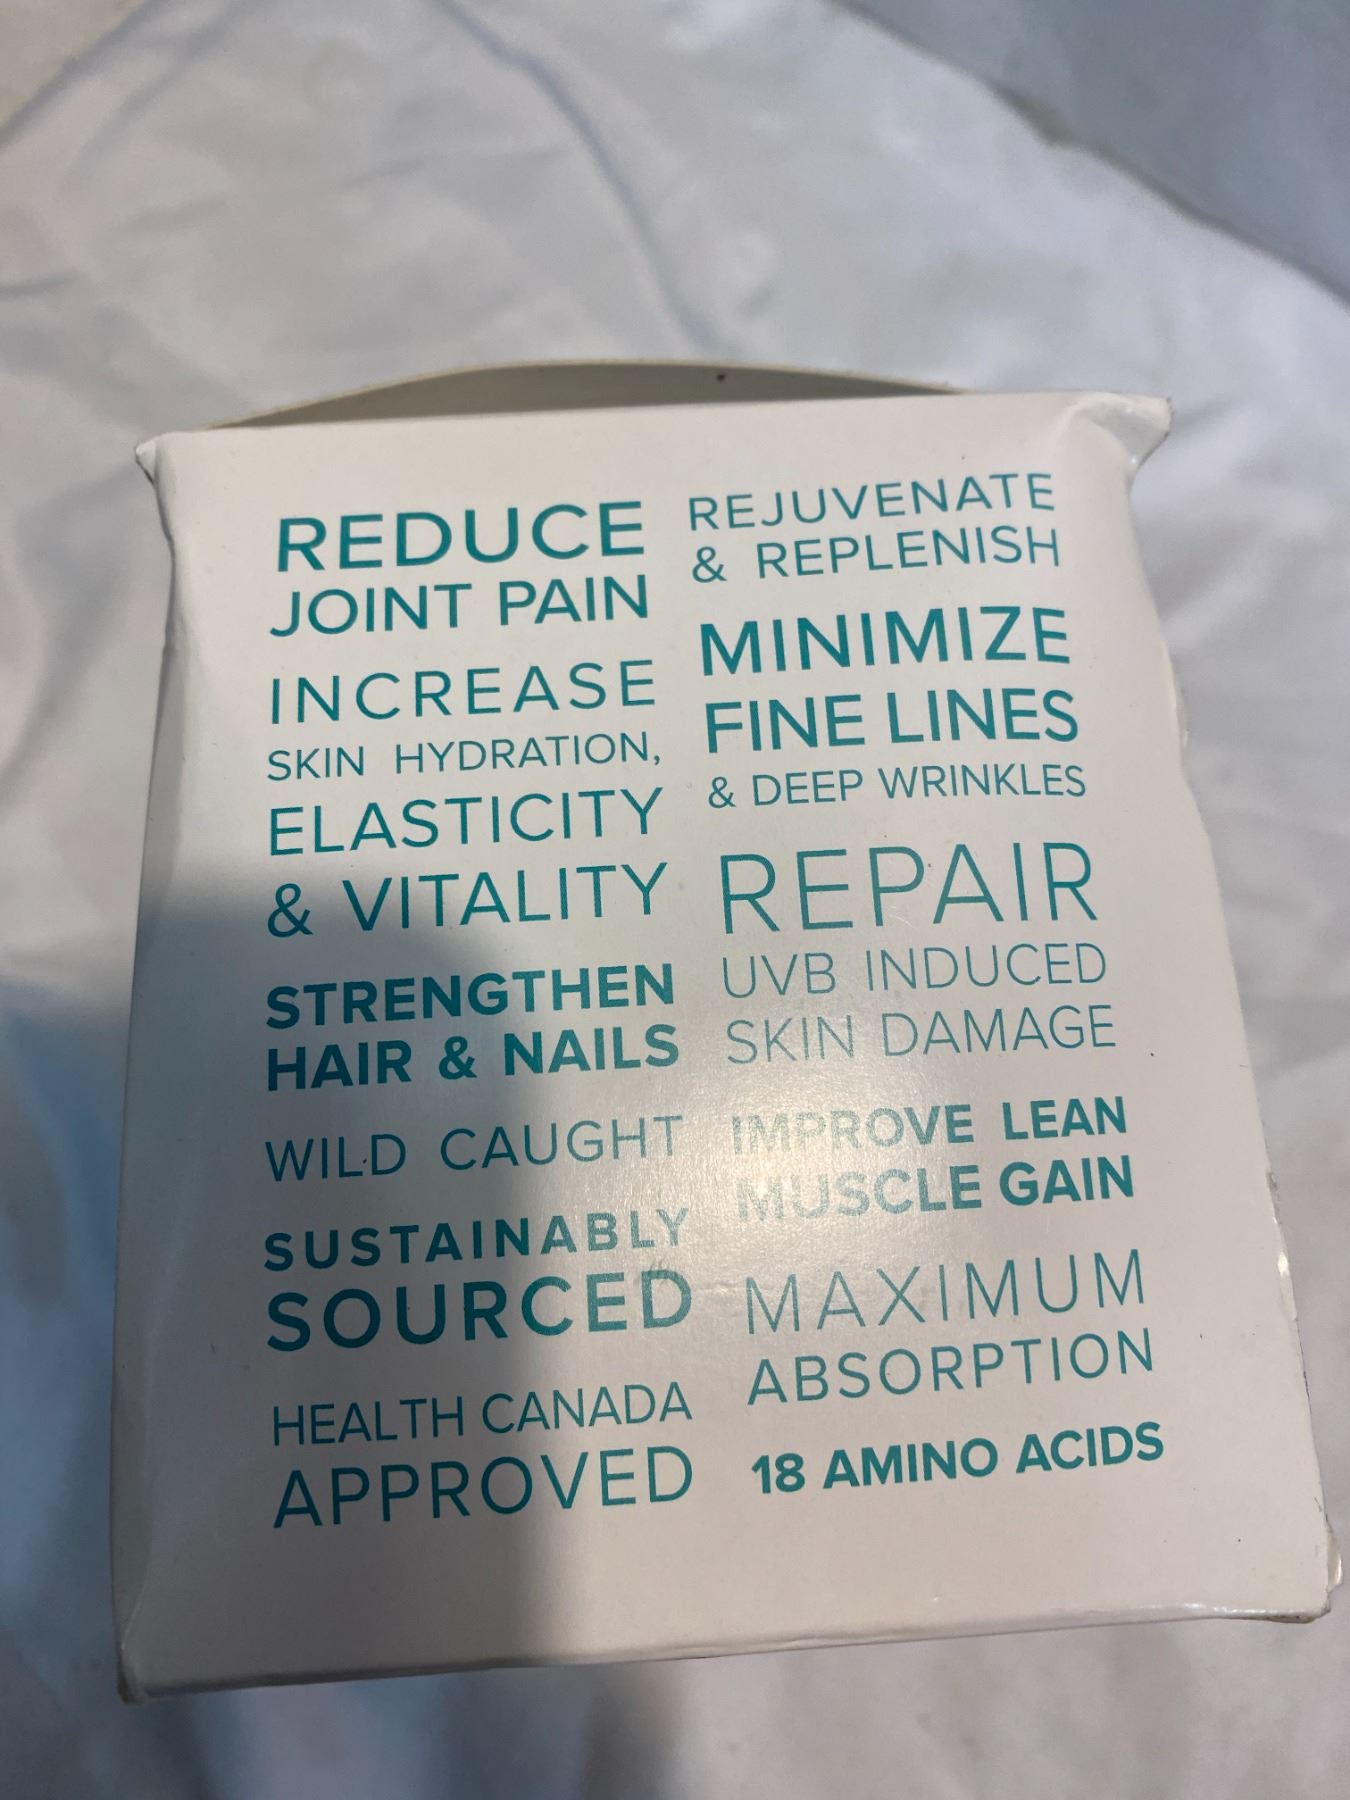 REDUCE
JOINT PAIN
INCREASE
SKIN HYDRATION,
ELASTICITY
& VITALITY
STRENGTHEN
HAIR & NAILS
WILD CAUGHT
SUSTAINABLY
SOURCED
HEALTH CANADA
APPROVED
REJUVENATE
& REPLENISH
MINIMIZE
FINE LINES
& DEEP WRINKLES
REPAIR
UVB INDUCED
SKIN DAMAGE
IMPROVE LEAN
MUSCLE GAIN
MAXIMUM
ABSORPTION
18 AMINO ACIDS